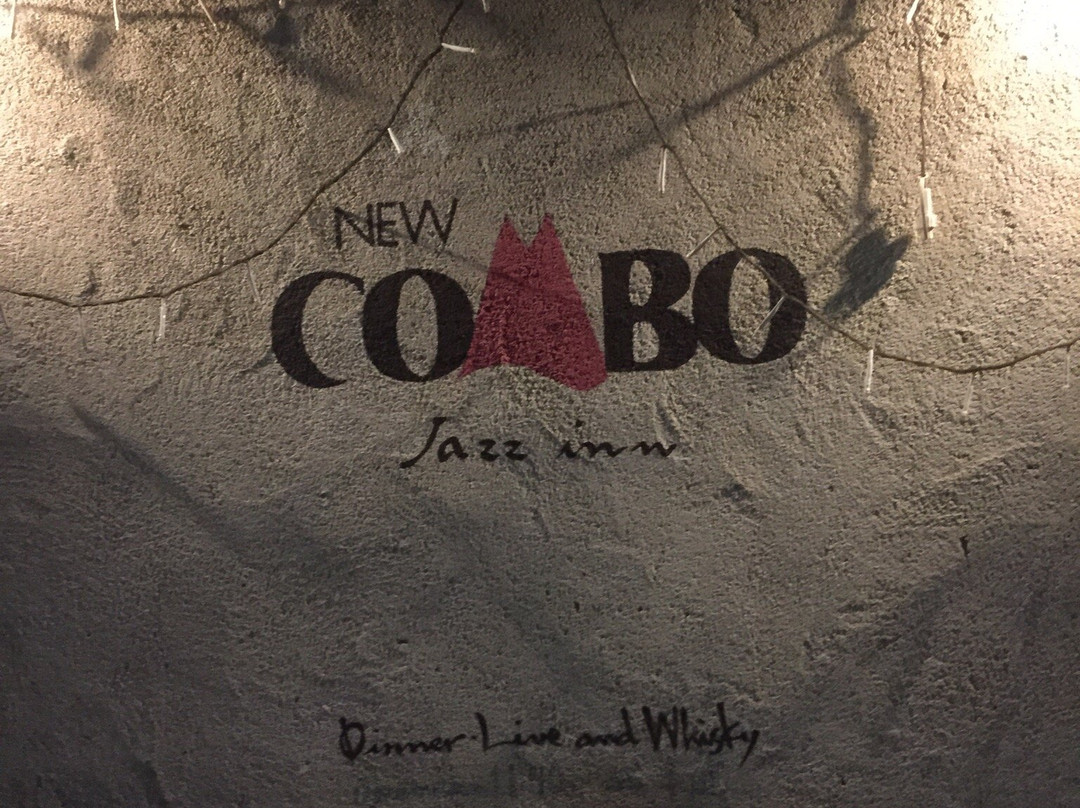 NEW
COMBO
Jazz inn
Dinner・Live and Whisky